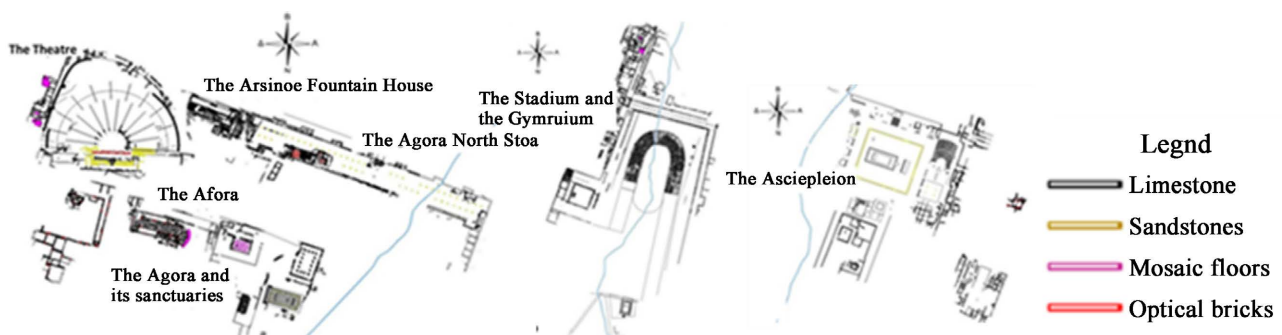 The Theatre
The Arsinoe Fountain House
The Agora North Stoa
The Afora
The Agora and
its sanctuaries
The Stadium and
the Gymruium
The Asciepleion
Legnd
Limestone
Sandstones
Mosaic floors
Optical bricks